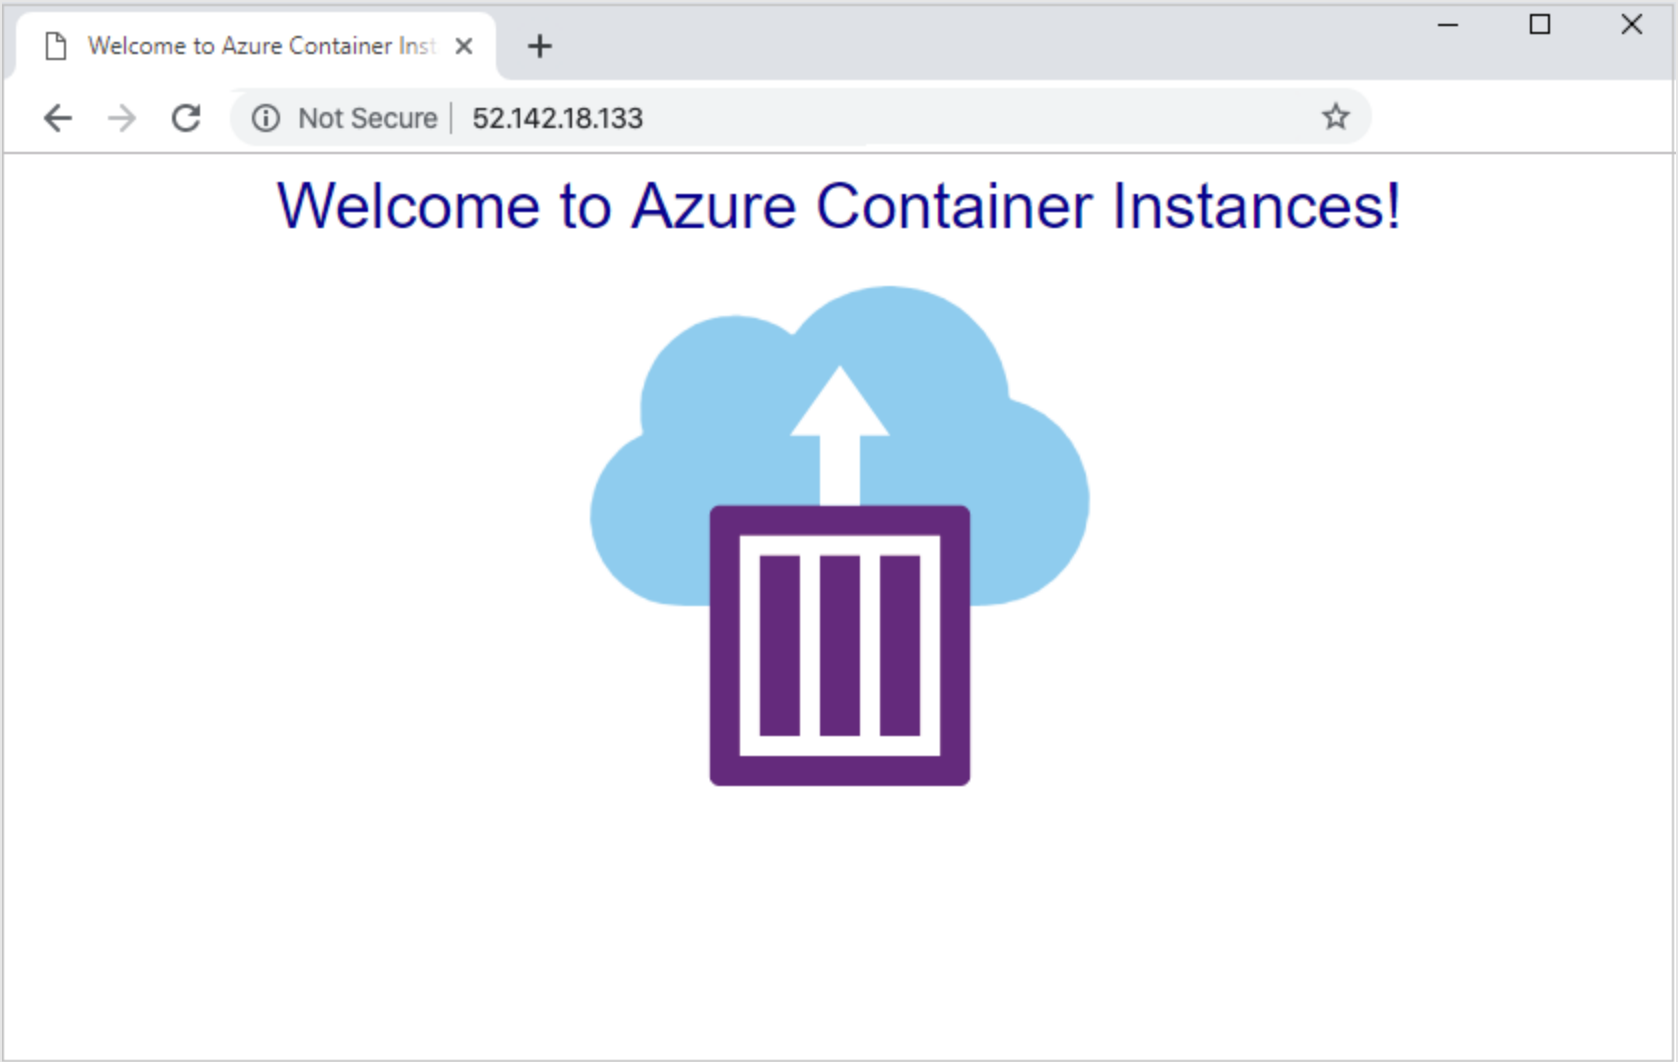 Welcome to Azure Container Inst
Not Secure | 52.142.18.133
Welcome to Azure Container Instances!